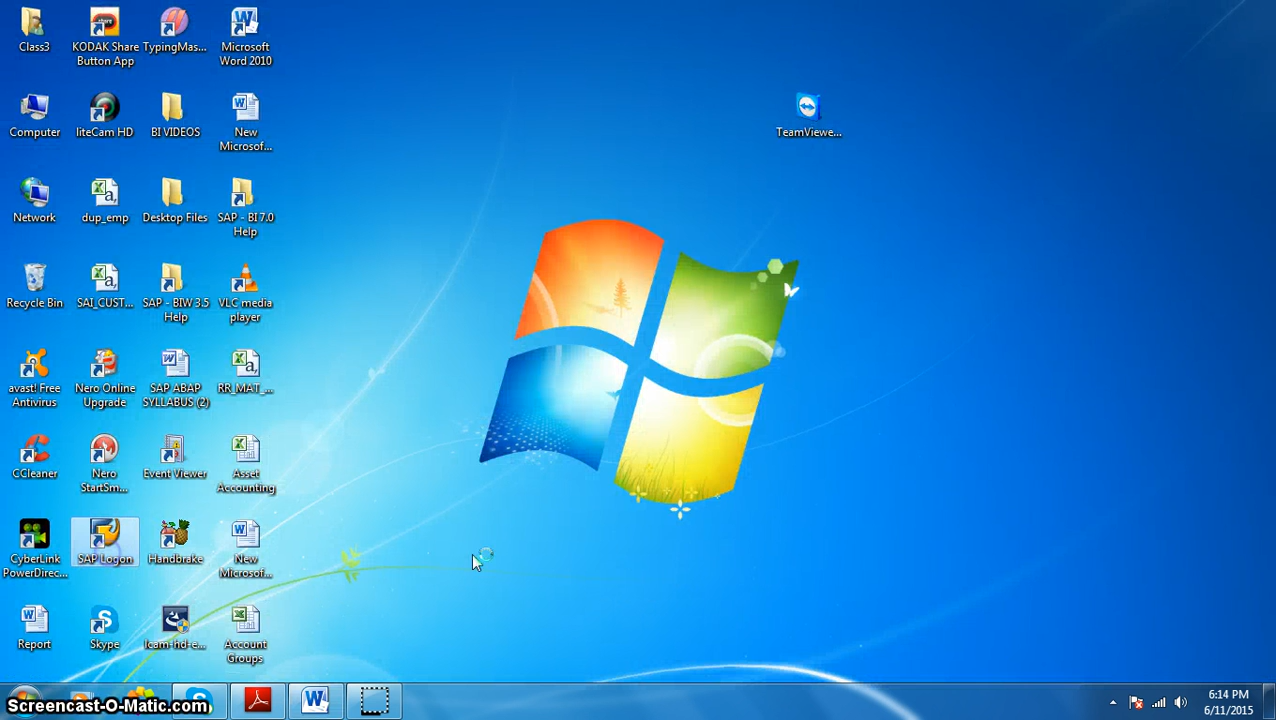 Class3
KODAK Share
Button App
TypingMas...
Microsoft
Word 2010
Computer
liteCam HD
BI VIDEOS
New
Microsof...
TeamViewe...
Network
dup_emp
Desktop Files
SAP - BI 7.0
Help
Recycle Bin
SAI_CUST...
SAP - BIW 3.5
Help
VLC media
player
avast! Free
Antivirus
Nero Online
Upgrade
SAP ABAP
SYLLABUS (2)
RR_MAT_...
CCleaner
Nero
StartSm...
Event Viewer
Asset
Accounting
CyberLink
PowerDirec...
SAP Logon
Handbrake
New
Microsof...
Report
Skype
lcam-hd-e...
Account
Groups
Screencast-O-Matic.com
6:14 PM
6/11/2015